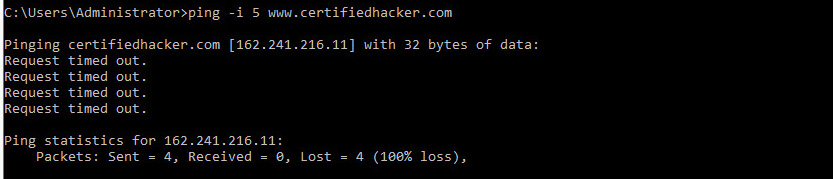 C:\Users\Administrator>ping -i 5 www.certifiedhacker.com
Pinging certifiedhacker.com [162.241.216.11] with 32 bytes of data:
Request timed out.
Request timed out.
Request timed out.
Request timed out.
Ping statistics for 162.241.216.11:
    Packets: Sent = 4, Received = 0, Lost = 4 (100% loss),